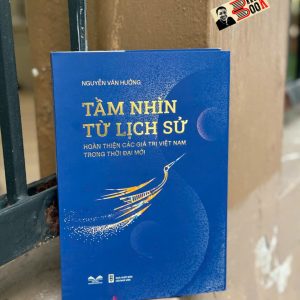 NGUYỄN VĂN HƯỞNG
TẦM NHÌN
TỪ LỊCH SỬ
HOÀN THIỆN CÁC GIÁ TRỊ VIỆT NAM
TRONG THỜI ĐẠI MỚI